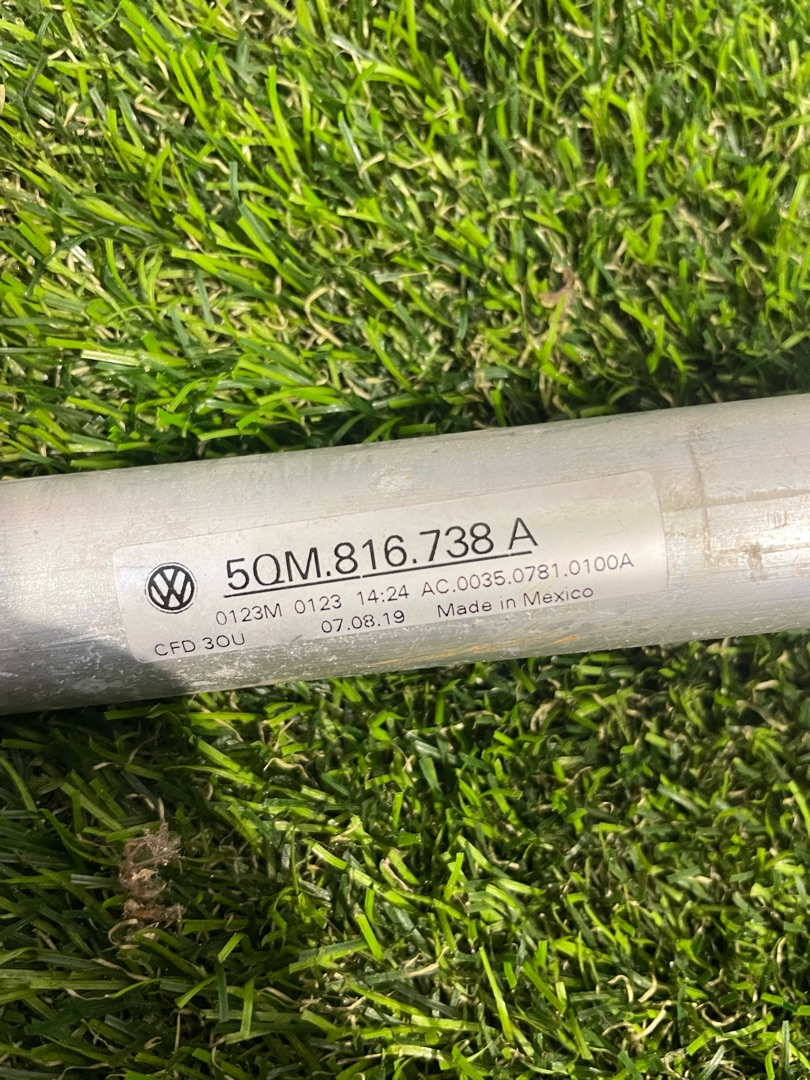 5QM.816.738 A
0123M 0123 14:24 AC.0035.0781.0100A
CFD 30U 07.08.19 Made in Mexico